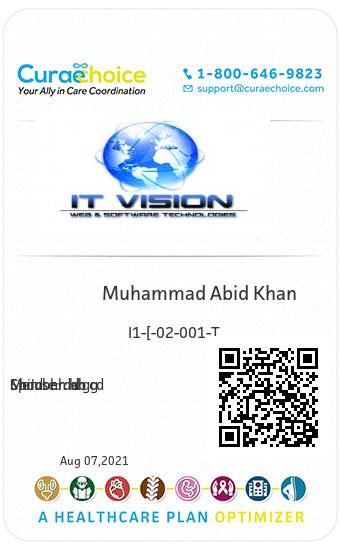 Curaechoice
Your Ally in Care Coordination
1-800-646-9823
support@curaechoice.com
IT VISION
WEB & SOFTWARE TECHNOLOGIES
Muhammad Abid Khan
I1-[-02-001-T
Aug 07,2021
A HEALTHCARE PLAN OPTIMIZER